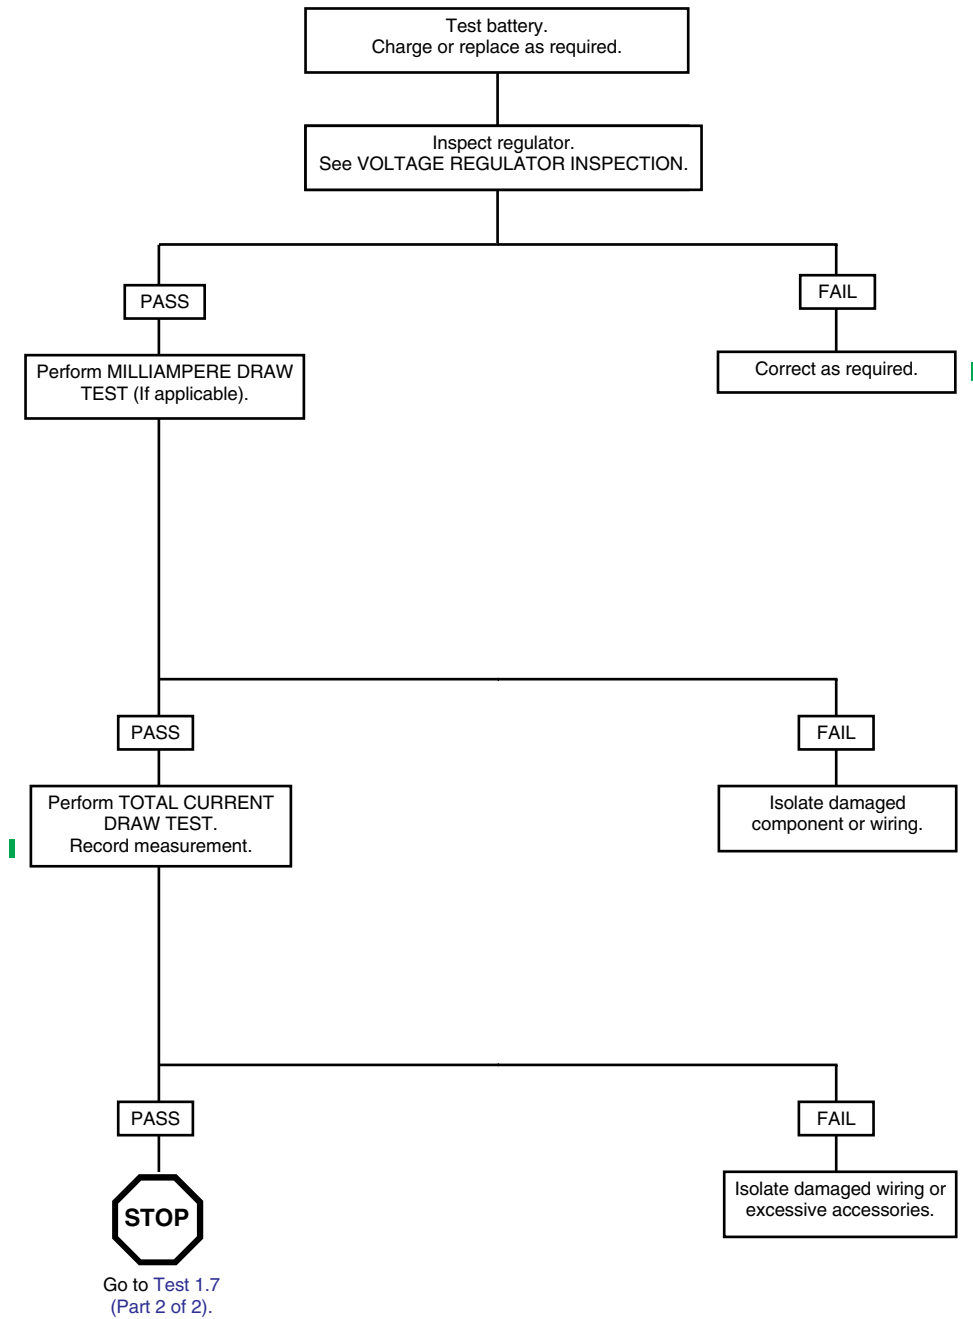 Test battery.
Charge or replace as required.
Inspect regulator.
See VOLTAGE REGULATOR INSPECTION.
PASS
FAIL
Perform MILLIAMPERE DRAW
TEST (If applicable).
Correct as required.
PASS
FAIL
Perform TOTAL CURRENT
DRAW TEST.
Record measurement.
Isolate damaged
component or wiring.
PASS
FAIL
STOP
Isolate damaged wiring or
excessive accessories.
Go to Test 1.7
(Part 2 of 2).